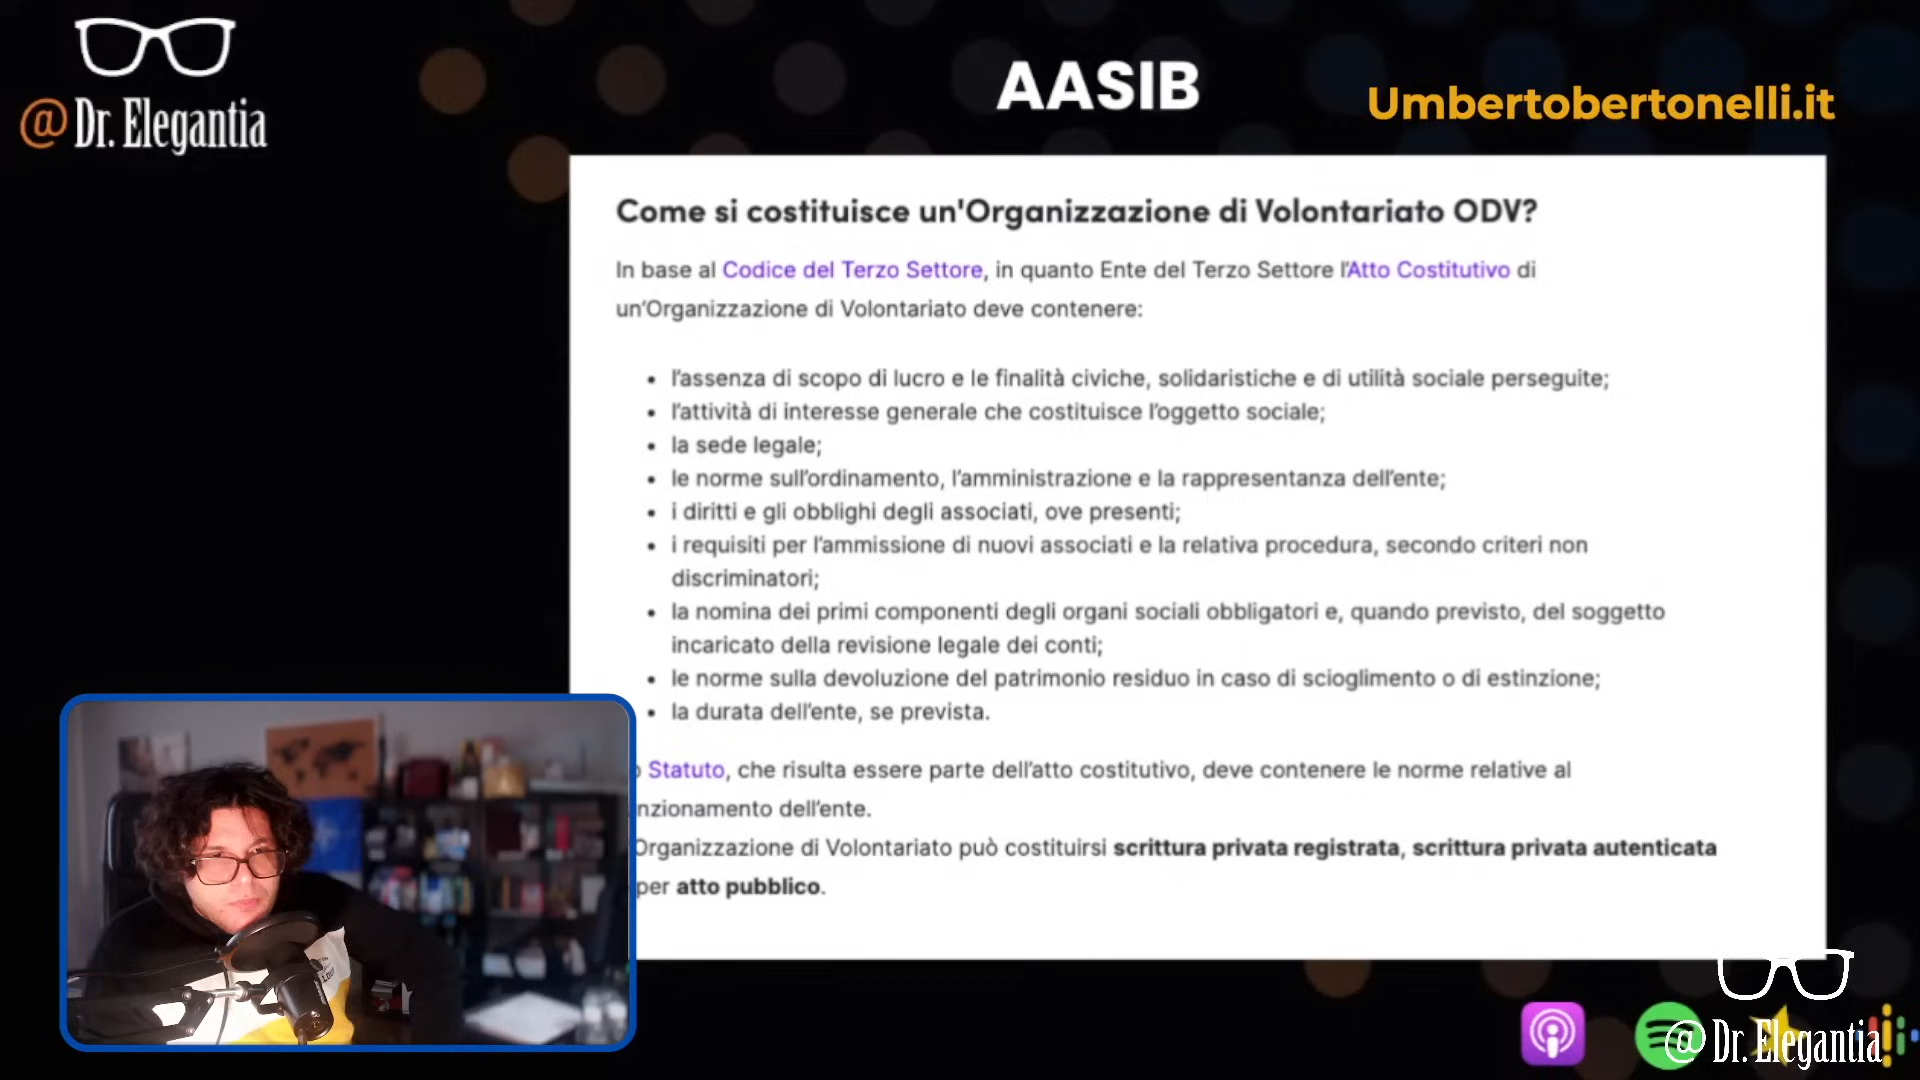 @ Dr. Elegantia
AASIB
Umbertobertonelli.it
Come si costituisce un'Organizzazione di Volontariato ODV?
In base al Codice del Terzo Settore, in quanto Ente del Terzo Settore l'Atto Costitutivo di
un'Organizzazione di Volontariato deve contenere:
• l'assenza di scopo di lucro e le finalità civiche, solidaristiche e di utilità sociale perseguite;
• l'attività di interesse generale che costituisce l'oggetto sociale;
• la sede legale;
• le norme sull'ordinamento, l'amministrazione e la rappresentanza dell'ente;
• i diritti e gli obblighi degli associati, ove presenti;
• i requisiti per l'ammissione di nuovi associati e la relativa procedura, secondo criteri non
discriminatori;
• la nomina dei primi componenti degli organi sociali obbligatori e, quando previsto, del soggetto
incaricato della revisione legale dei conti;
• le norme sulla devoluzione del patrimonio residuo in caso di scioglimento o di estinzione;
• la durata dell'ente, se prevista.
o Statuto, che risulta essere parte dell'atto costitutivo, deve contenere le norme relative al
nzionamento dell'ente.
Organizzazione di Volontariato può costituirsi scrittura privata registrata, scrittura privata autenticata
per atto pubblico.
@ Dr. Elegantia